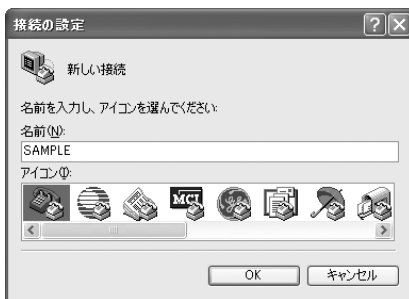 接続の設定
新しい接続
名前を入力し、アイコンを選んでください:
名前(N):
SAMPLE
アイコン(I):
MCI
OK
キャンセル